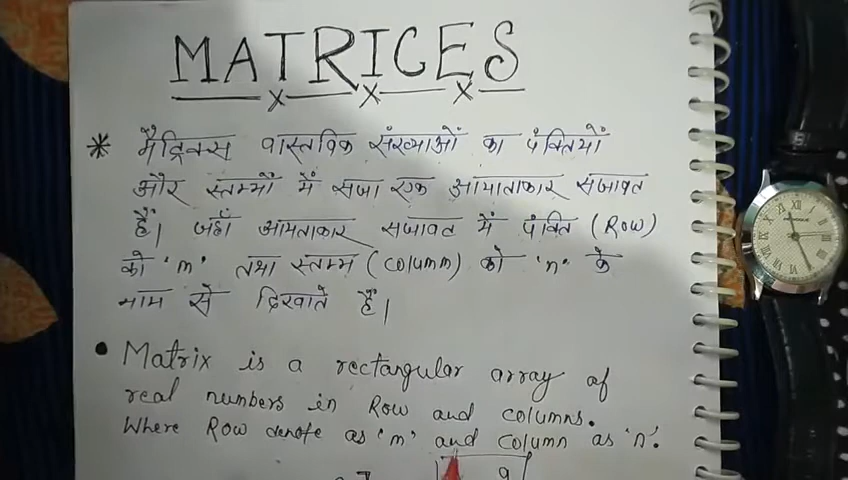 MATRICES
* मैट्रिक्स वास्तविक संख्याओं का पंक्तियों
और स्तम्भों में सजा एक आयाताकार सजावट
हैं। जहाँ आयताकार सजावट में पंक्ति (Row)
को 'm' तथा स्तम्भ (Column) को 'n' के
नाम से दिखाते हैं।
• Matrix is a rectangular array of
real numbers in Row and columns.
Where Row denote as 'm' and Column as 'n'.